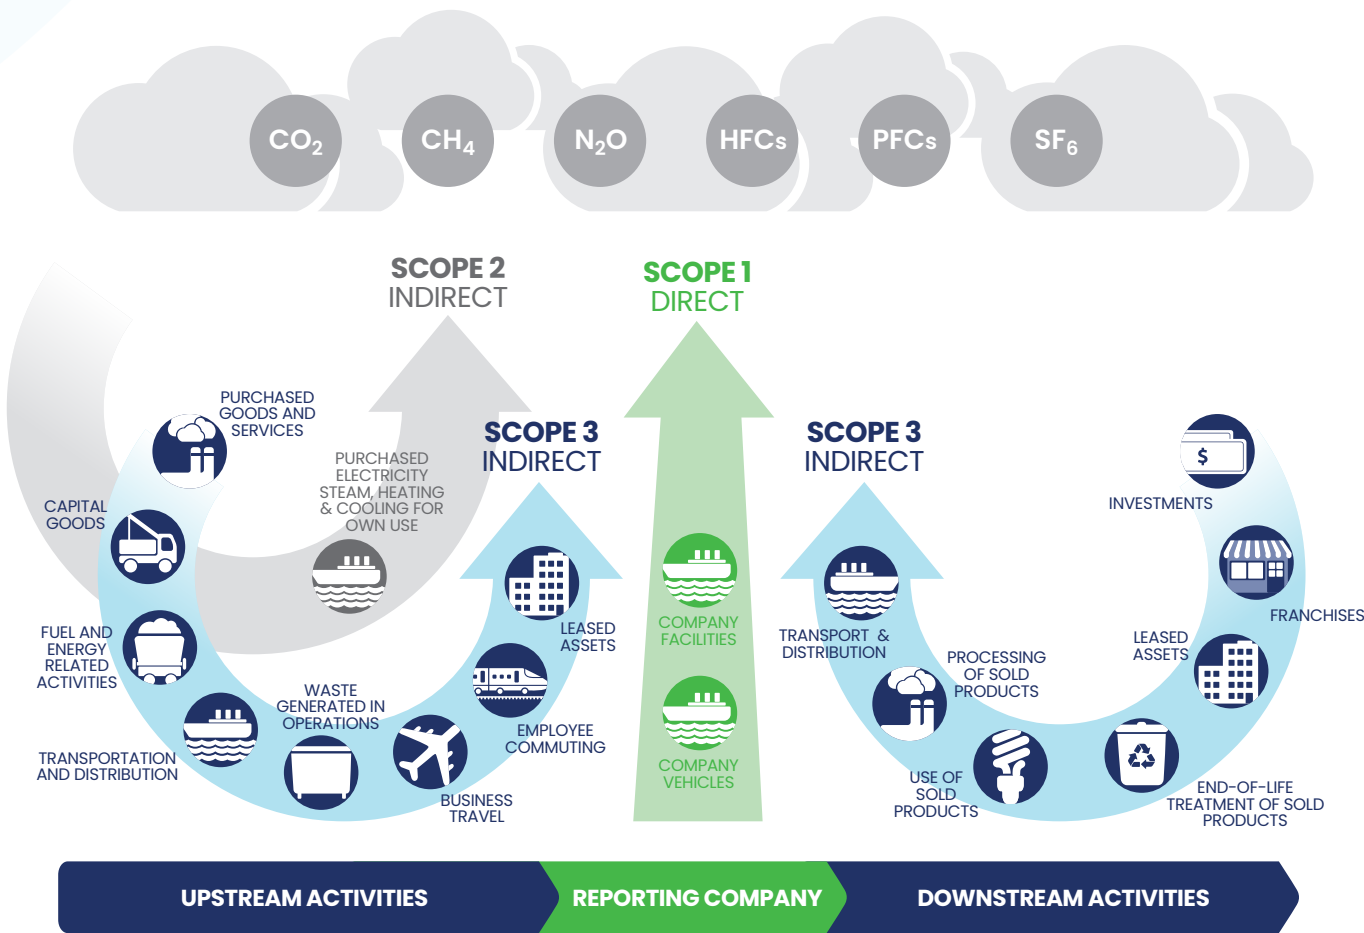 CO₂
CH₄
N₂O
HFCs
PFCs
SF₆
SCOPE 2
INDIRECT
SCOPE 1
DIRECT
PURCHASED
GOODS AND
SERVICES
SCOPE 3
INDIRECT
SCOPE 3
INDIRECT
PURCHASED
ELECTRICITY
STEAM, HEATING
& COOLING FOR
OWN USE
CAPITAL
GOODS
$
INVESTMENTS
FUEL AND
ENERGY
RELATED
ACTIVITIES
LEASED
ASSETS
COMPANY
FACILITIES
TRANSPORT &
DISTRIBUTION
FRANCHISES
LEASED
ASSETS
PROCESSING
OF SOLD
PRODUCTS
WASTE
GENERATED IN
OPERATIONS
EMPLOYEE
COMMUTING
TRANSPORTATION
AND DISTRIBUTION
BUSINESS
TRAVEL
COMPANY
VEHICLES
USE OF
SOLD
PRODUCTS
END-OF-LIFE
TREATMENT OF SOLD
PRODUCTS
UPSTREAM ACTIVITIES
REPORTING COMPANY
DOWNSTREAM ACTIVITIES